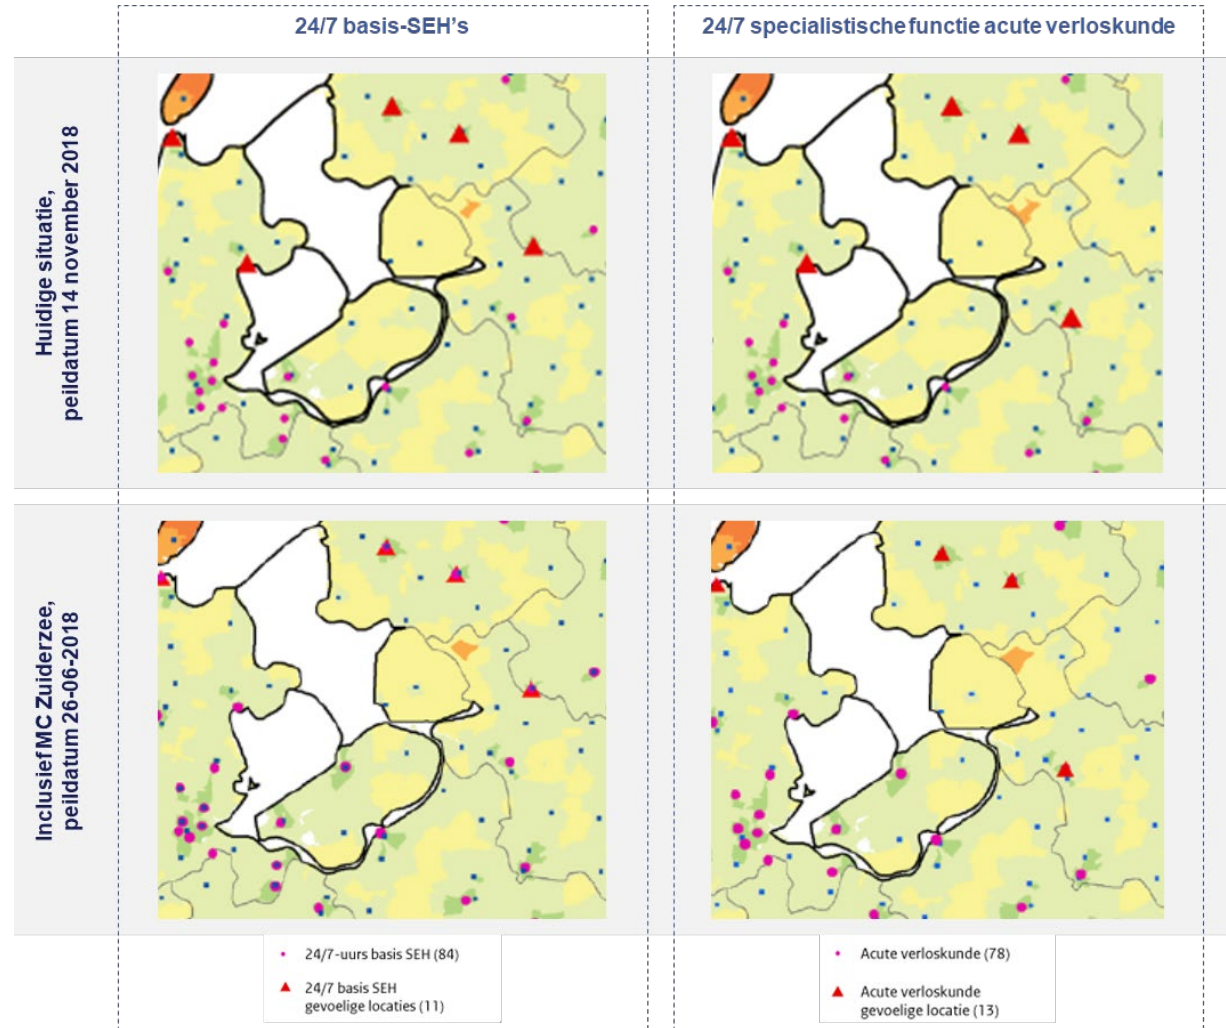 24/7 basis-SEH's
24/7 specialistische functie acute verloskunde
Huidige situatie,
peildatum 14 november 2018
Inclusief MC Zuiderzee,
peildatum 26-06-2018
24/7-uurs basis SEH (84)
24/7 basis SEH
gevoelige locaties (11)
Acute verloskunde (78)
Acute verloskunde
gevoelige locatie (13)